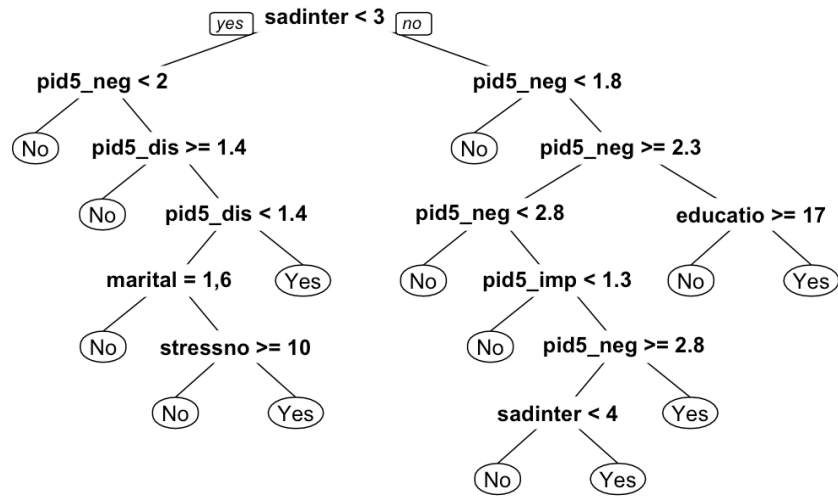 yes sadinter < 3 no
pid5_neg < 2 pid5_neg < 1.8
No pid5_dis >= 1.4 No pid5_neg >= 2.3
No pid5_dis < 1.4 pid5_neg < 2.8 educatio >= 17
marital = 1,6 Yes No pid5_imp < 1.3 No Yes
No stressno >= 10 No pid5_neg >= 2.8
No Yes sadinter < 4 Yes
No Yes